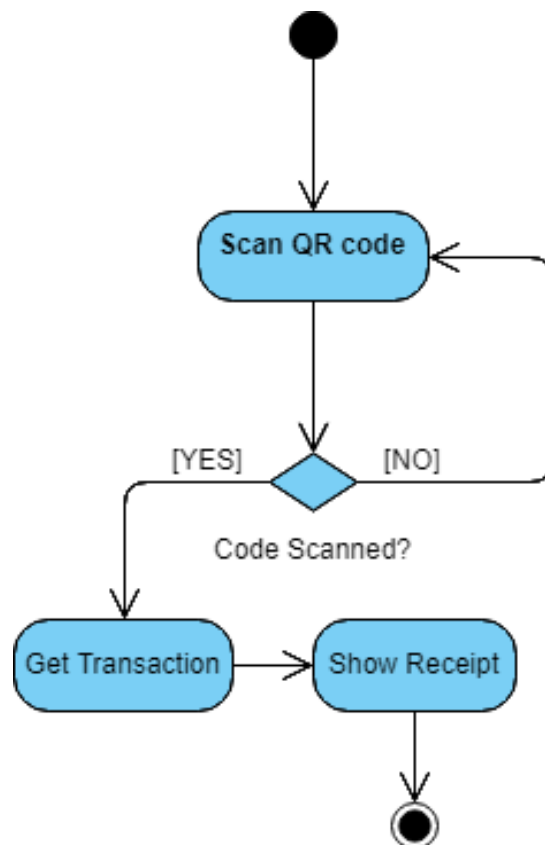 Scan QR code
[YES]
[NO]
Code Scanned?
Get Transaction
Show Receipt